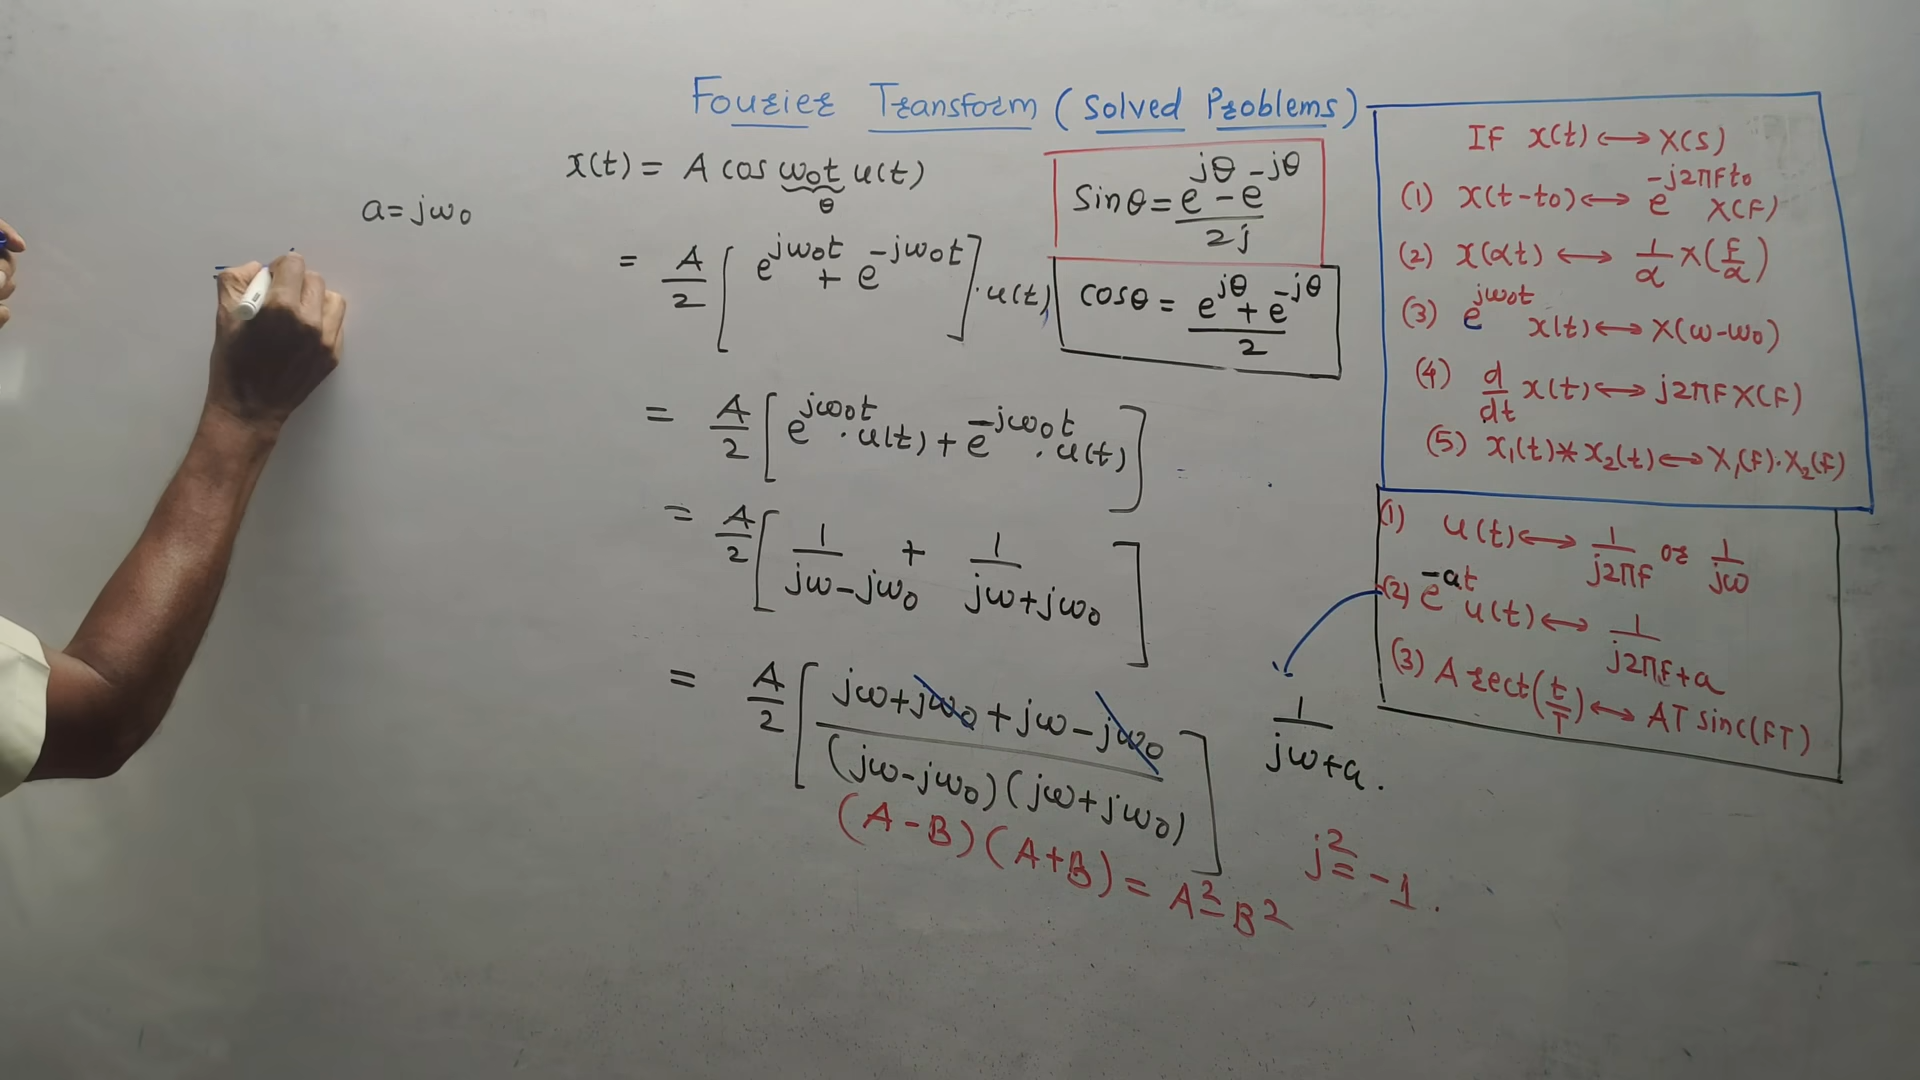 Fourier Transform (Solved Problems)
x(t) = A cos ω₀t u(t)
θ
a = jω₀
= A/2 [ e^{jω₀t} + e^{-jω₀t} ] . u(t)
= A/2 [ e^{jω₀t} . u(t) + e^{-jω₀t} . u(t) ]
= A/2 [ 1/(jω - jω₀) + 1/(jω + jω₀) ]
= A/2 [ (jω + jω₀ + jω - jω₀) / (jω - jω₀)(jω + jω₀) ]
(A - B)(A + B) = A² - B²
Sinθ = (e^{jθ} - e^{-jθ}) / 2j
cosθ = (e^{jθ} + e^{-jθ}) / 2
1/(jω + a) .
j² = -1 .
IF x(t) ⟷ X(s)
(1) x(t - t0) ⟷ e^{-j2πFt0} X(F)
(2) x(αt) ⟷ 1/α X(F/α)
(3) e^{jω₀t} x(t) ⟷ X(ω - ω₀)
(4) d/dt x(t) ⟷ j2πF X(F)
(5) x₁(t) * x₂(t) ⟷ X₁(F) . X₂(F)
(1) u(t) ⟷ 1/j2πF or 1/jω
(2) e^{-at} u(t) ⟷ 1/(j2πF + a)
(3) A rect(t/T) ⟷ AT sinc(FT)